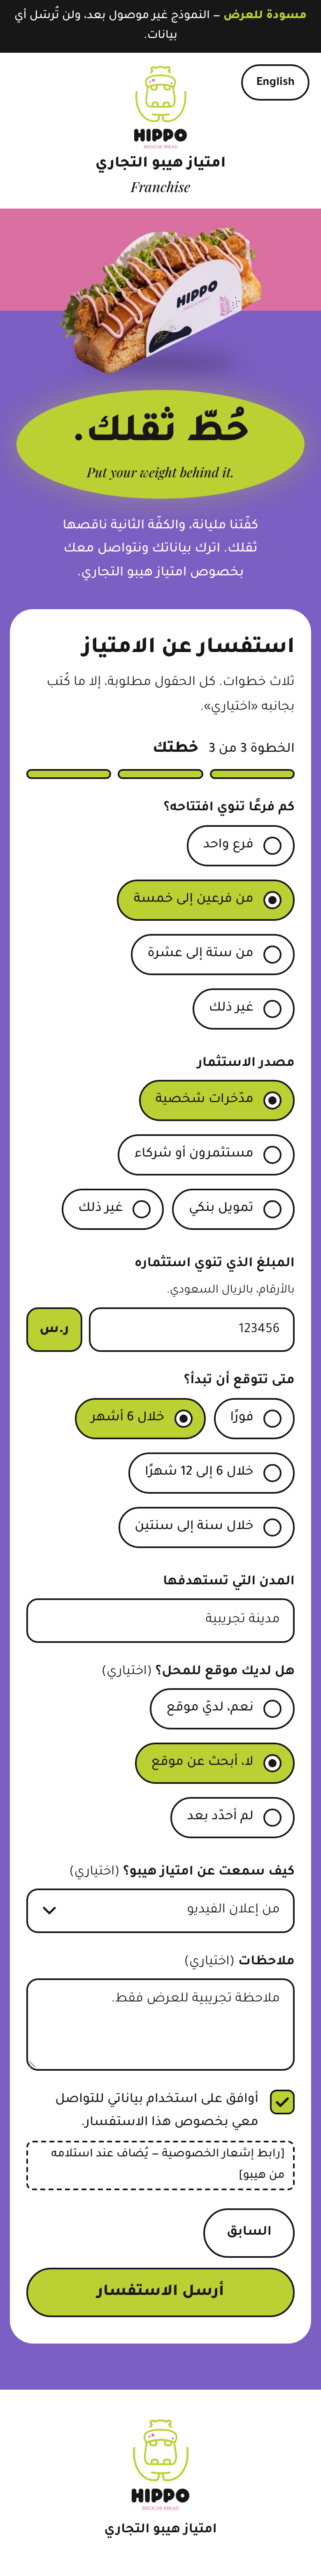 مسودة للعرض – النموذج غير موصول بعد، ولن تُرسَل أي
بيانات.
English
HIPPO
BRIOCHE BREAD
امتياز هيبو التجاري
Franchise
HIPPO
حُطّ ثقلك.
Put your weight behind it.
كفّتنا مليانة، والكفّة الثانية ناقصها
ثقلك. اترك بياناتك ونتواصل معك
بخصوص امتياز هيبو التجاري.
استفسار عن الامتياز
ثلاث خطوات. كل الحقول مطلوبة، إلا ما كُتب
بجانبه «اختياري».
الخطوة 3 من 3 خطتك
كم فرعًا تنوي افتتاحه؟
فرع واحد
من فرعين إلى خمسة
من ستة إلى عشرة
غير ذلك
مصدر الاستثمار
مدّخرات شخصية
مستثمرون أو شركاء
تمويل بنكي
غير ذلك
المبلغ الذي تنوي استثماره
بالأرقام، بالريال السعودي.
123456
ر.س
متى تتوقع أن تبدأ؟
فورًا
خلال 6 أشهر
خلال 6 إلى 12 شهرًا
خلال سنة إلى سنتين
المدن التي تستهدفها
مدينة تجريبية
هل لديك موقع للمحل؟ (اختياري)
نعم، لديّ موقع
لا، أبحث عن موقع
لم أحدّد بعد
كيف سمعت عن امتياز هيبو؟ (اختياري)
من إعلان الفيديو
ملاحظات (اختياري)
ملاحظة تجريبية للعرض فقط.
أوافق على استخدام بياناتي للتواصل
معي بخصوص هذا الاستفسار.
[رابط إشعار الخصوصية – يُضاف عند استلامه
من هيبو]
السابق
أرسل الاستفسار
HIPPO
BRIOCHE BREAD
امتياز هيبو التجاري